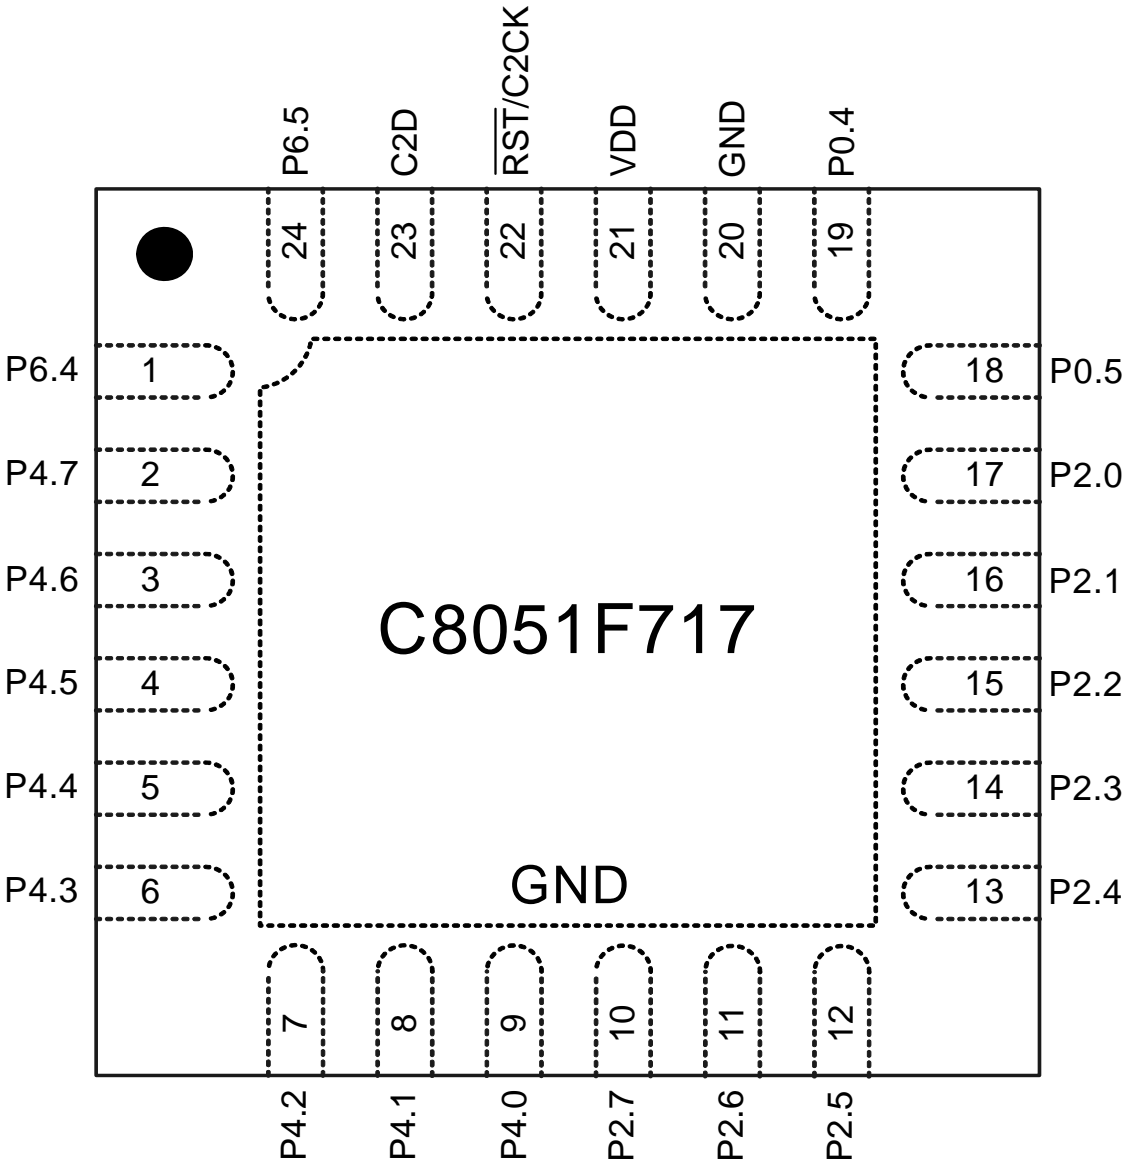 P6.5
C2D
RST/C2CK
VDD
GND
P0.4
24
23
22
21
20
19
P6.4 1
18 P0.5
P4.7 2
17 P2.0
P4.6 3
16 P2.1
C8051F717
P4.5 4
15 P2.2
P4.4 5
14 P2.3
GND
P4.3 6
13 P2.4
7
8
9
10
11
12
P4.2
P4.1
P4.0
P2.7
P2.6
P2.5